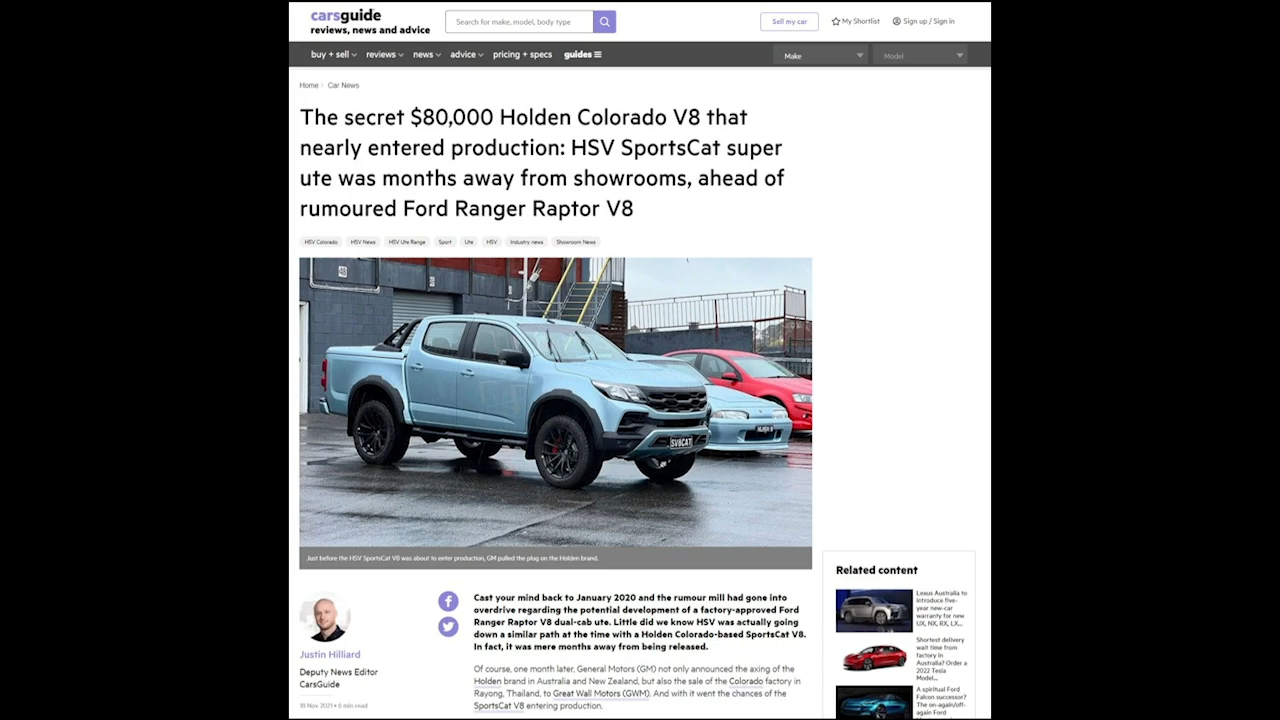 carsguide
reviews, news and advice
Search for make, model, body type
Sell my car
My Shortlist
Sign up / Sign in
buy + sell
reviews
news
advice
pricing + specs
guides
Make
Model
Home > Car News
The secret $80,000 Holden Colorado V8 that
nearly entered production: HSV SportsCat super
ute was months away from showrooms, ahead of
rumoured Ford Ranger Raptor V8
HSV Colorado
HSV News
HSV Ute Range
Sport
Ute
HSV
Industry news
Showroom News
48
SV8CAT
Just before the HSV SportsCat V8 was about to enter production, GM pulled the plug on the Holden brand.
Justin Hilliard
Deputy News Editor
CarsGuide
18 Nov 2021 • 6 min read
Cast your mind back to January 2020 and the rumour mill had gone into
overdrive regarding the potential development of a factory-approved Ford
Ranger Raptor V8 dual-cab ute. Little did we know HSV was actually going
down a similar path at the time with a Holden Colorado-based SportsCat V8.
In fact, it was mere months away from being released.
Of course, one month later, General Motors (GM) not only announced the axing of the
Holden brand in Australia and New Zealand, but also the sale of the Colorado factory in
Rayong, Thailand, to Great Wall Motors (GWM). And with it went the chances of the
SportsCat V8 entering production.
Related content
Lexus Australia to
introduce five-
year new-car
warranty for new
UX, NX, RX, LX...
Shortest delivery
wait time from
factory in
Australia? Order a
2022 Tesla
Model...
A spiritual Ford
Falcon successor?
The on-again/off-
again Ford